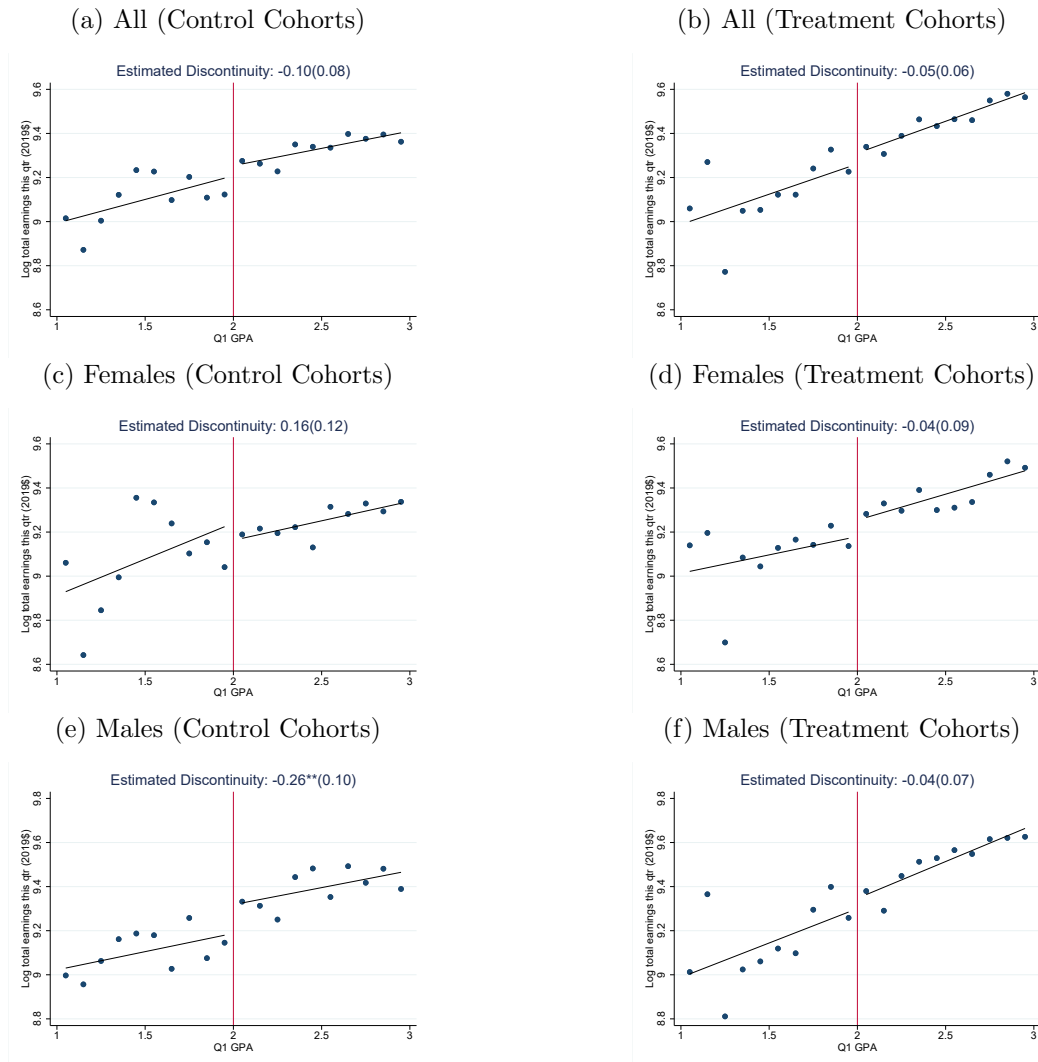 (a) All (Control Cohorts)
Estimated Discontinuity: -0.10(0.08)
Log total earnings this qtr (2019$)
9.6
9.4
9.2
9
8.8
8.6
1
1.5
2
2.5
3
Q1 GPA
(b) All (Treatment Cohorts)
Estimated Discontinuity: -0.05(0.06)
Log total earnings this qtr (2019$)
9.6
9.4
9.2
9
8.8
8.6
1
1.5
2
2.5
3
Q1 GPA
(c) Females (Control Cohorts)
Estimated Discontinuity: 0.16(0.12)
Log total earnings this qtr (2019$)
9.6
9.4
9.2
9
8.8
8.6
1
1.5
2
2.5
3
Q1 GPA
(d) Females (Treatment Cohorts)
Estimated Discontinuity: -0.04(0.09)
Log total earnings this qtr (2019$)
9.6
9.4
9.2
9
8.8
8.6
1
1.5
2
2.5
3
Q1 GPA
(e) Males (Control Cohorts)
Estimated Discontinuity: -0.26**(0.10)
Log total earnings this qtr (2019$)
9.8
9.6
9.4
9.2
9
8.8
1
1.5
2
2.5
3
Q1 GPA
(f) Males (Treatment Cohorts)
Estimated Discontinuity: -0.04(0.07)
Log total earnings this qtr (2019$)
9.8
9.6
9.4
9.2
9
8.8
1
1.5
2
2.5
3
Q1 GPA